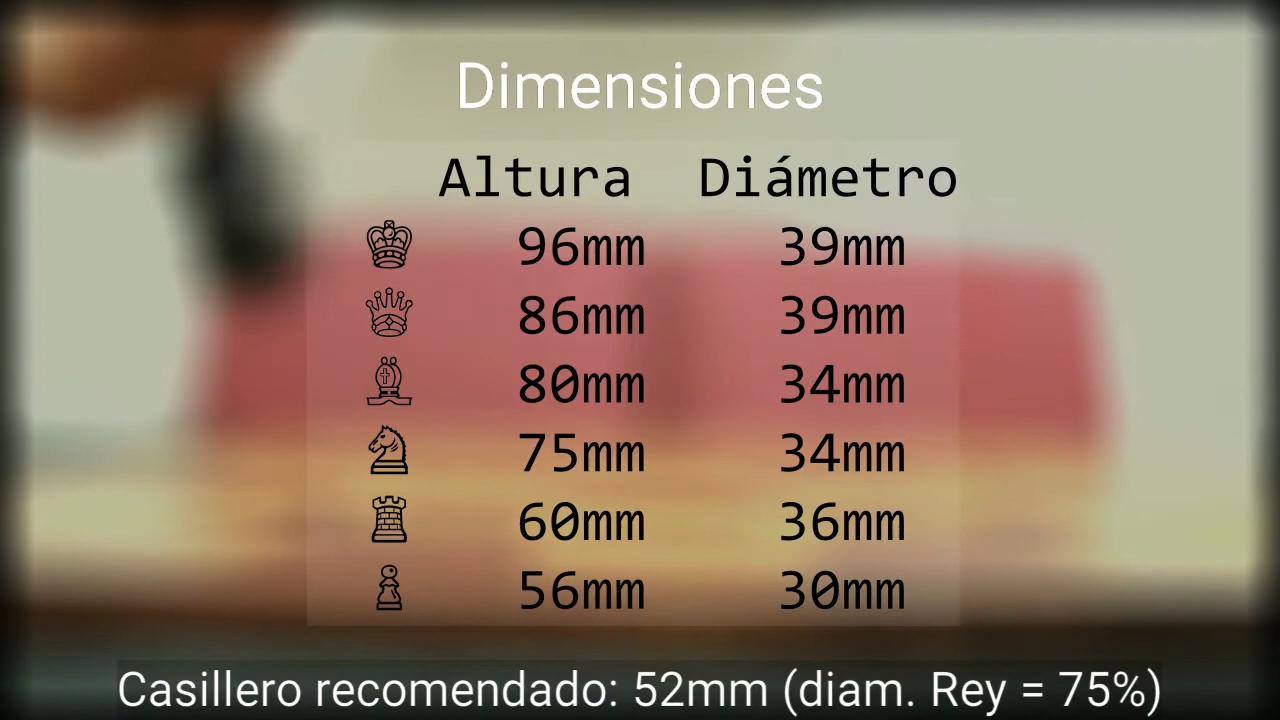 Dimensiones
Altura Diámetro
♔ 96mm 39mm
♕ 86mm 39mm
♗ 80mm 34mm
♘ 75mm 34mm
♖ 60mm 36mm
♙ 56mm 30mm
Casillero recomendado: 52mm (diam. Rey = 75%)